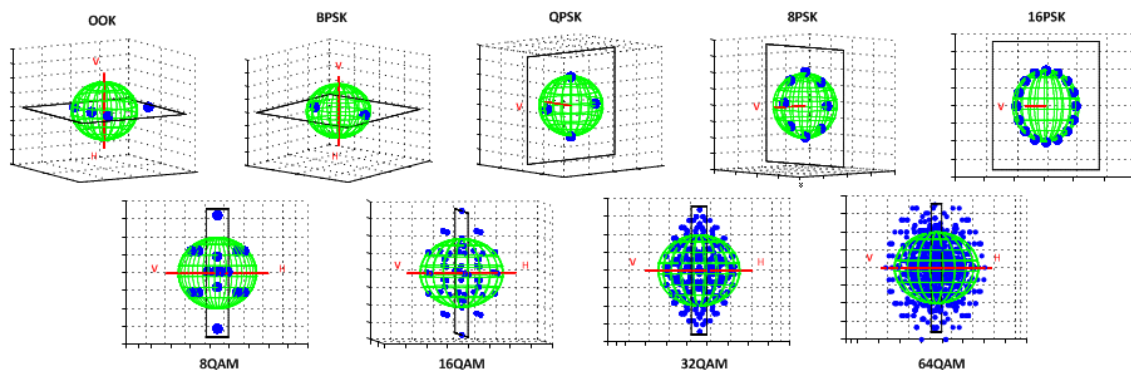 OOK BPSK QPSK 8PSK 16PSK
V V V V V
H H
V H V H V H V H
8QAM 16QAM 32QAM 64QAM